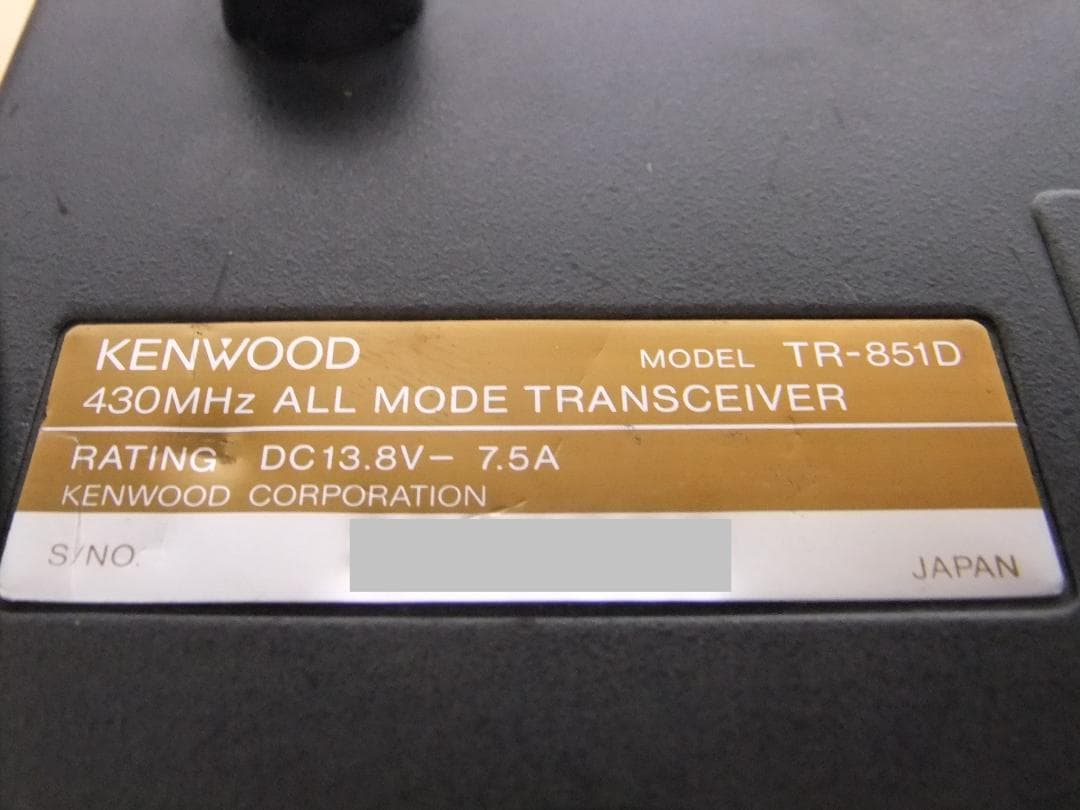 KENWOOD MODEL TR-851D
430MHz ALL MODE TRANSCEIVER
RATING DC13.8V– 7.5A
KENWOOD CORPORATION
S/NO. JAPAN